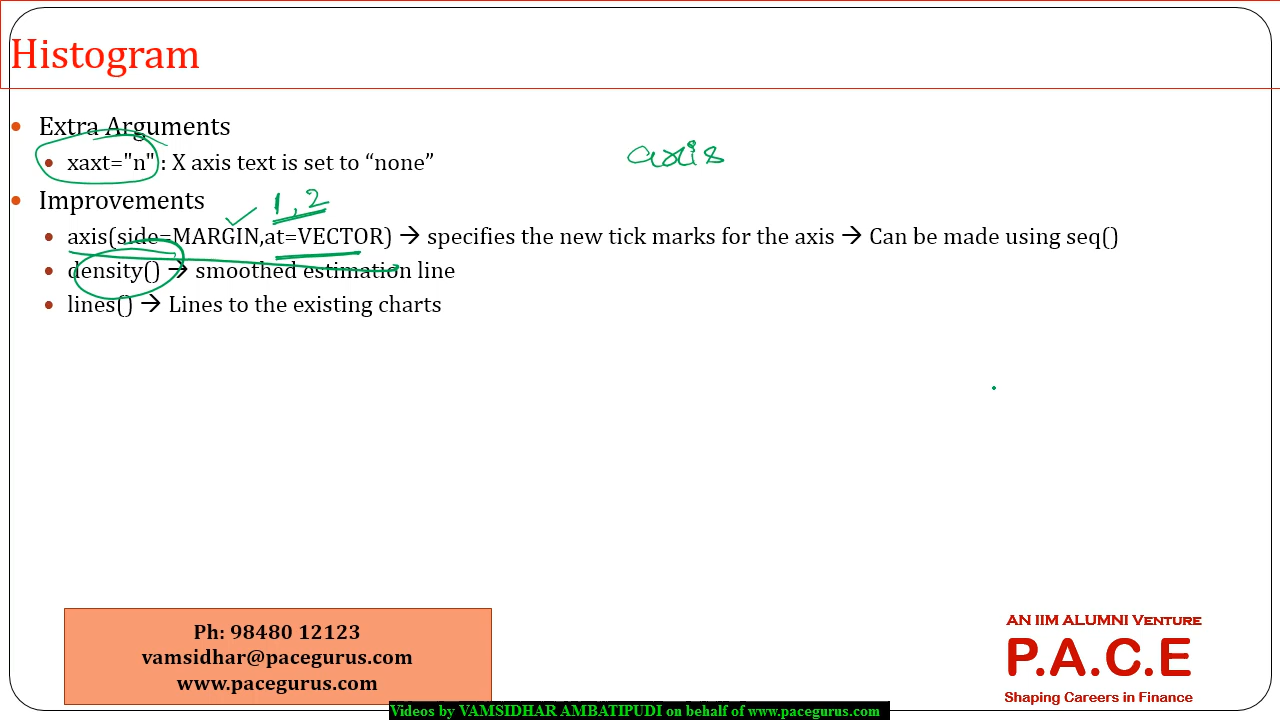 Histogram
• Extra Arguments
• xaxt="n" : X axis text is set to “none”
axis
• Improvements
1, 2
• axis(side=MARGIN,at=VECTOR) → specifies the new tick marks for the axis → Can be made using seq()
• density() → smoothed estimation line
• lines() → Lines to the existing charts
Ph: 98480 12123
vamsidhar@pacegurus.com
www.pacegurus.com
AN IIM ALUMNI VENTURE
P.A.C.E
Shaping Careers in Finance
Videos by VAMSIDHAR AMBATIPUDI on behalf of www.pacegurus.com